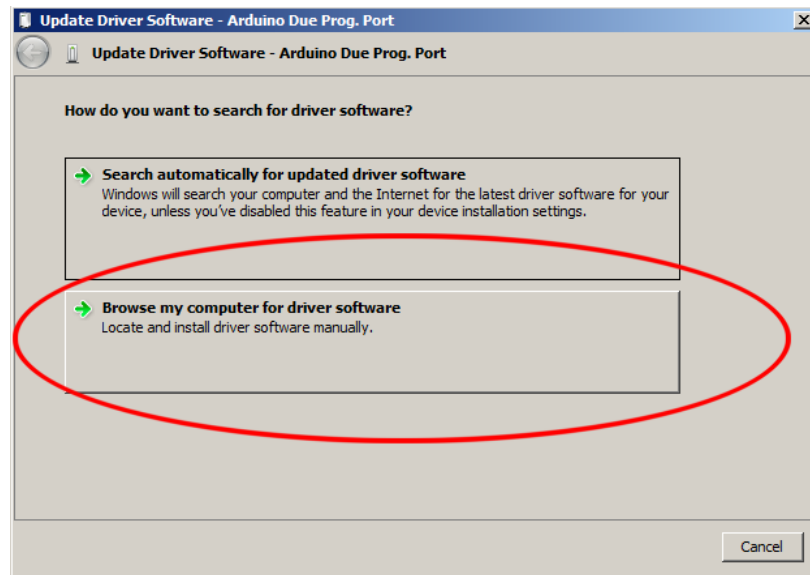 Update Driver Software - Arduino Due Prog. Port
Update Driver Software - Arduino Due Prog. Port
How do you want to search for driver software?
Search automatically for updated driver software
Windows will search your computer and the Internet for the latest driver software for your
device, unless you've disabled this feature in your device installation settings.
Browse my computer for driver software
Locate and install driver software manually.
Cancel